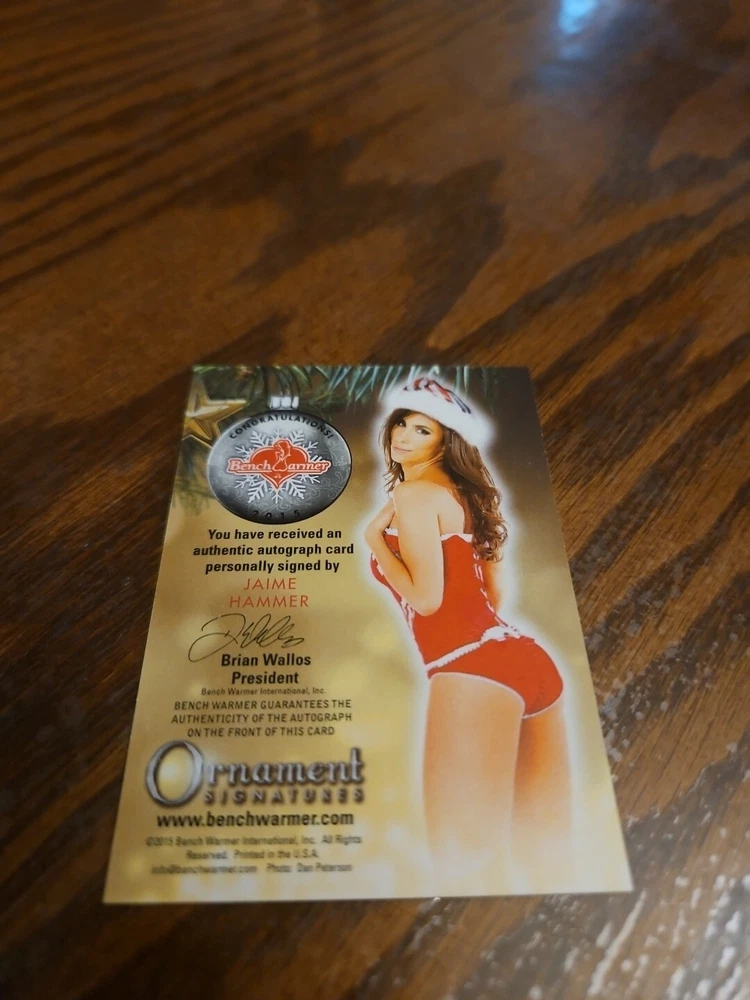 CONGRATULATIONS!
BenchWarmer
2015
You have received an
authentic autograph card
personally signed by
JAIME
HAMMER
Brian Wallos
President
Bench Warmer International, Inc.
BENCH WARMER GUARANTEES THE
AUTHENTICITY OF THE AUTOGRAPH
ON THE FRONT OF THIS CARD
Ornament
SIGNATURES
www.benchwarmer.com
©2015 Bench Warmer International, Inc. All Rights
Reserved. Printed in the U.S.A.
info@benchwarmer.com Photo: Dan Peterson